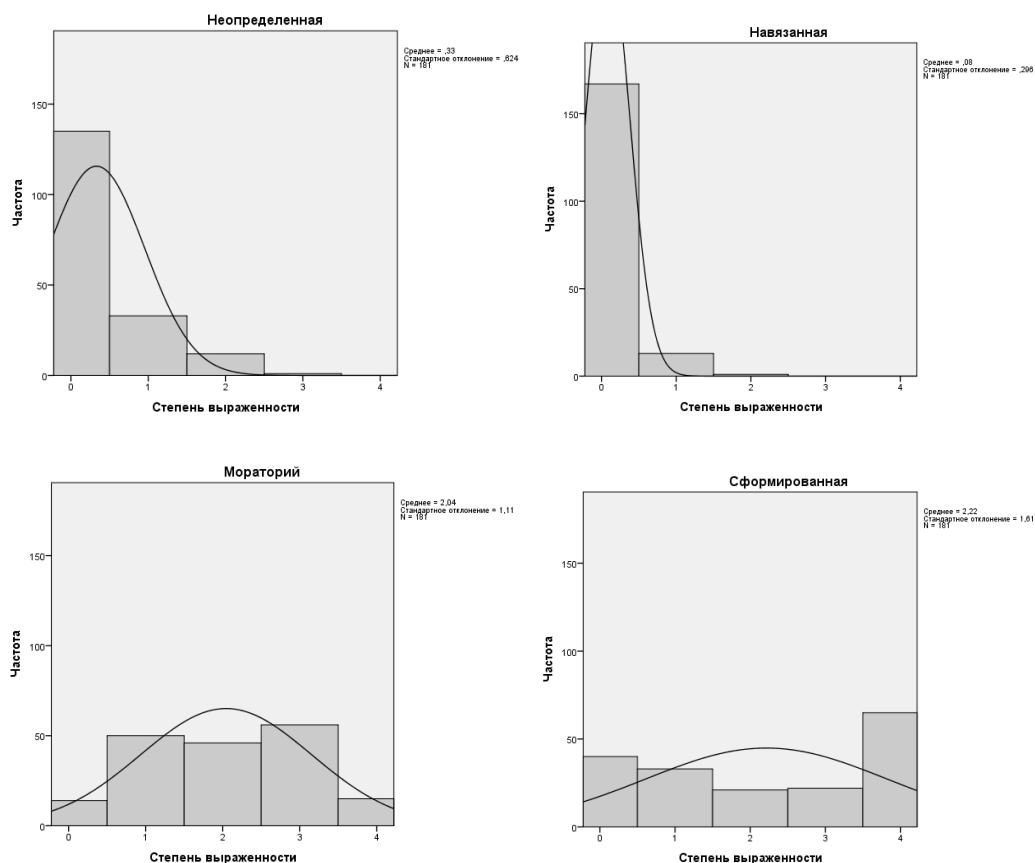 Неопределенная
Среднее = ,33
Стандартное отклонение = ,624
N = 181
Частота
150
100
50
0
0 1 2 3 4
Степень выраженности
Навязанная
Среднее = ,08
Стандартное отклонение = ,296
N = 181
Частота
150
100
50
0
0 1 2 3 4
Степень выраженности
Мораторий
Среднее = 2,04
Стандартное отклонение = 1,11
N = 181
Частота
150
100
50
0
0 1 2 3 4
Степень выраженности
Сформированная
Среднее = 2,22
Стандартное отклонение = 1,61
N = 181
Частота
150
100
50
0
0 1 2 3 4
Степень выраженности